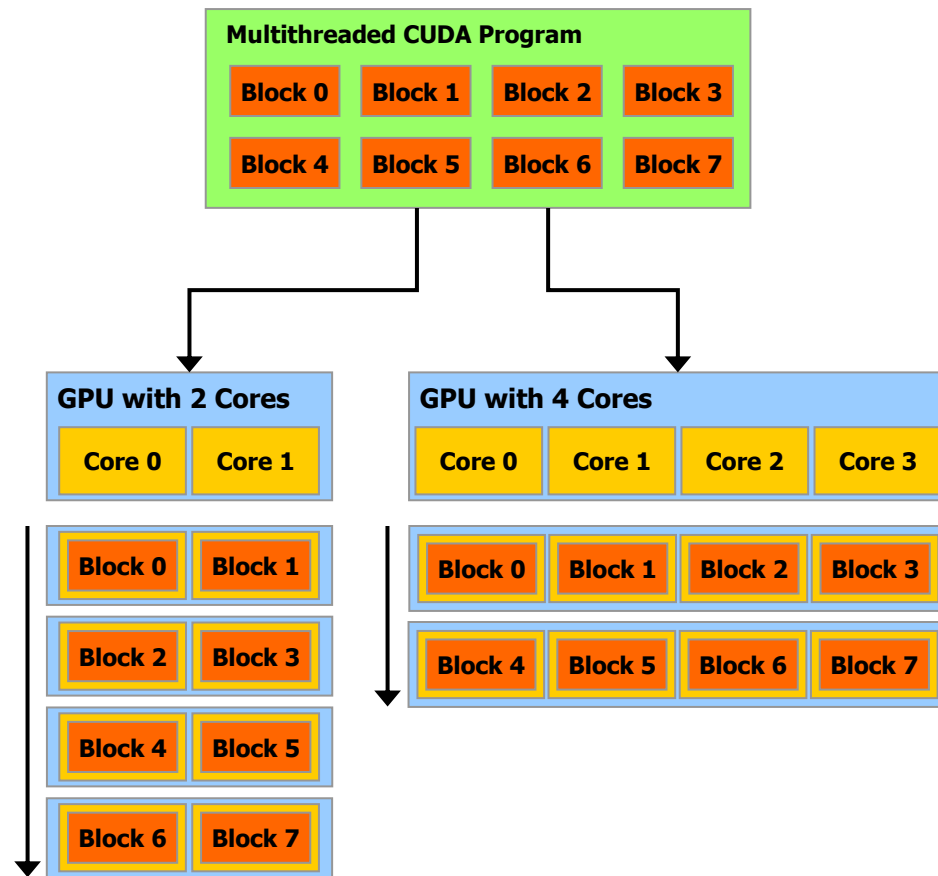 Multithreaded CUDA Program
Block 0 Block 1 Block 2 Block 3
Block 4 Block 5 Block 6 Block 7
GPU with 2 Cores
Core 0 Core 1
Block 0 Block 1
Block 2 Block 3
Block 4 Block 5
Block 6 Block 7
GPU with 4 Cores
Core 0 Core 1 Core 2 Core 3
Block 0 Block 1 Block 2 Block 3
Block 4 Block 5 Block 6 Block 7